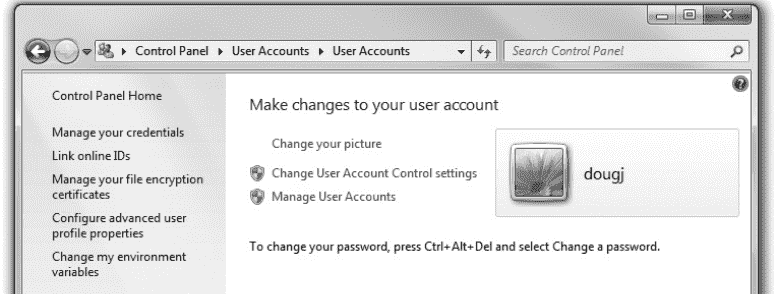 Control Panel ▸ User Accounts ▸ User Accounts
Search Control Panel
Control Panel Home
Manage your credentials
Link online IDs
Manage your file encryption
certificates
Configure advanced user
profile properties
Change my environment
variables
Make changes to your user account
Change your picture
Change User Account Control settings
Manage User Accounts
dougj
To change your password, press Ctrl+Alt+Del and select Change a password.